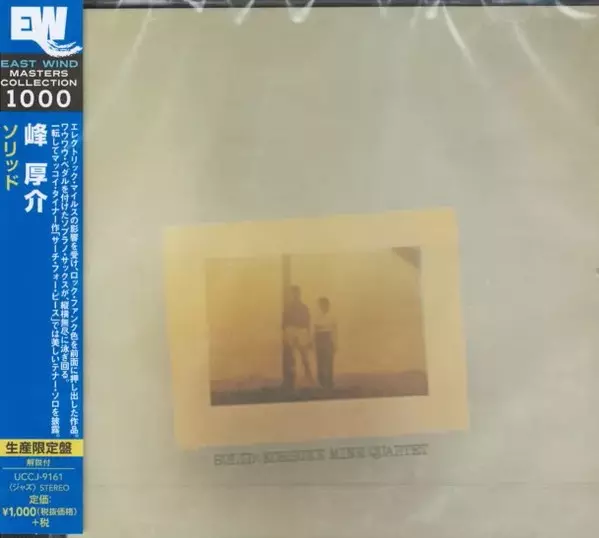 EW
EAST WIND
MASTERS
COLLECTION
1000
峰 厚介
ソリッド
エレクトリック・マイルスの影響を受け、ロック・ファンク色を前面に押し出した作品。
ワウワウ・ペダルを付けたソプラノ・サックスが、縦横無尽に泳ぎ回る。
一転してマッコイ・タイナー作「サーチ・フォー・ピース」では美しいテナー・ソロを披露。
生産限定盤
解説付
UCCJ-9161
(ジャズ) STEREO
定価:
¥1,000(税抜価格)
+税
SOLID:KOHSUKE MINE QUARTET